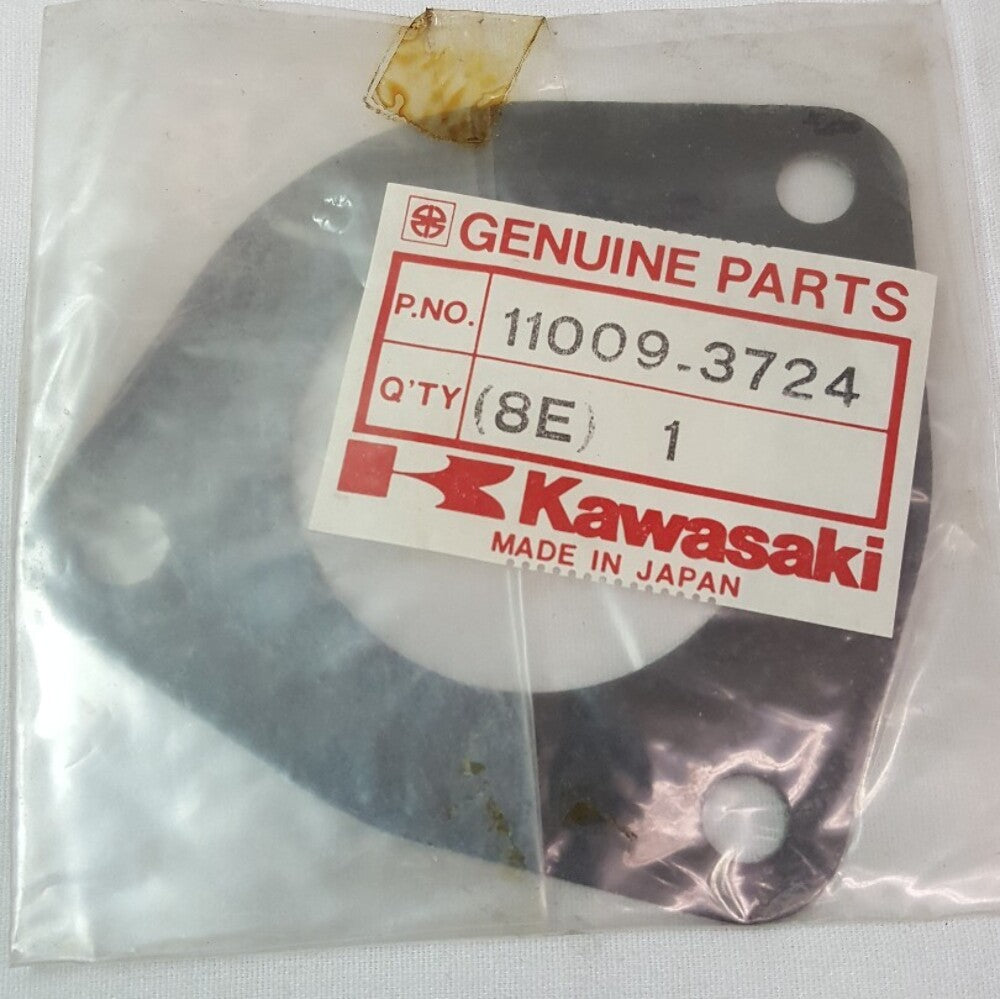 GENUINE PARTS
P.NO. 11009-3724
Q'TY (8E) 1
Kawasaki
MADE IN JAPAN